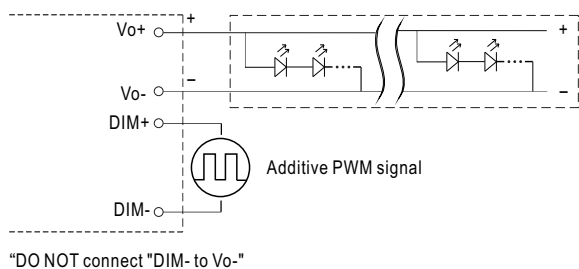 Vo+
+
+
Vo-
−
−
DIM+
Additive PWM signal
DIM-
“DO NOT connect "DIM- to Vo-"